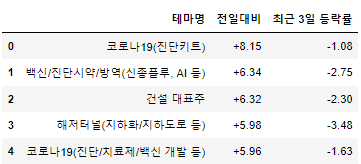 테마명 전일대비 최근 3일 등락률
0 코로나19(진단키트) +8.15 -1.08
1 백신/진단시약/방역(신종플루, AI 등) +6.34 -2.75
2 건설 대표주 +6.32 -2.30
3 해저터널(지하화/지하도로 등) +5.98 -3.48
4 코로나19(진단/치료제/백신 개발 등) +5.96 -1.63